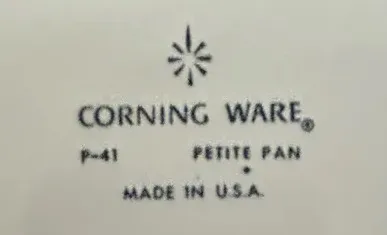 CORNING WARE®
P-41 PETITE PAN
MADE IN U.S.A.